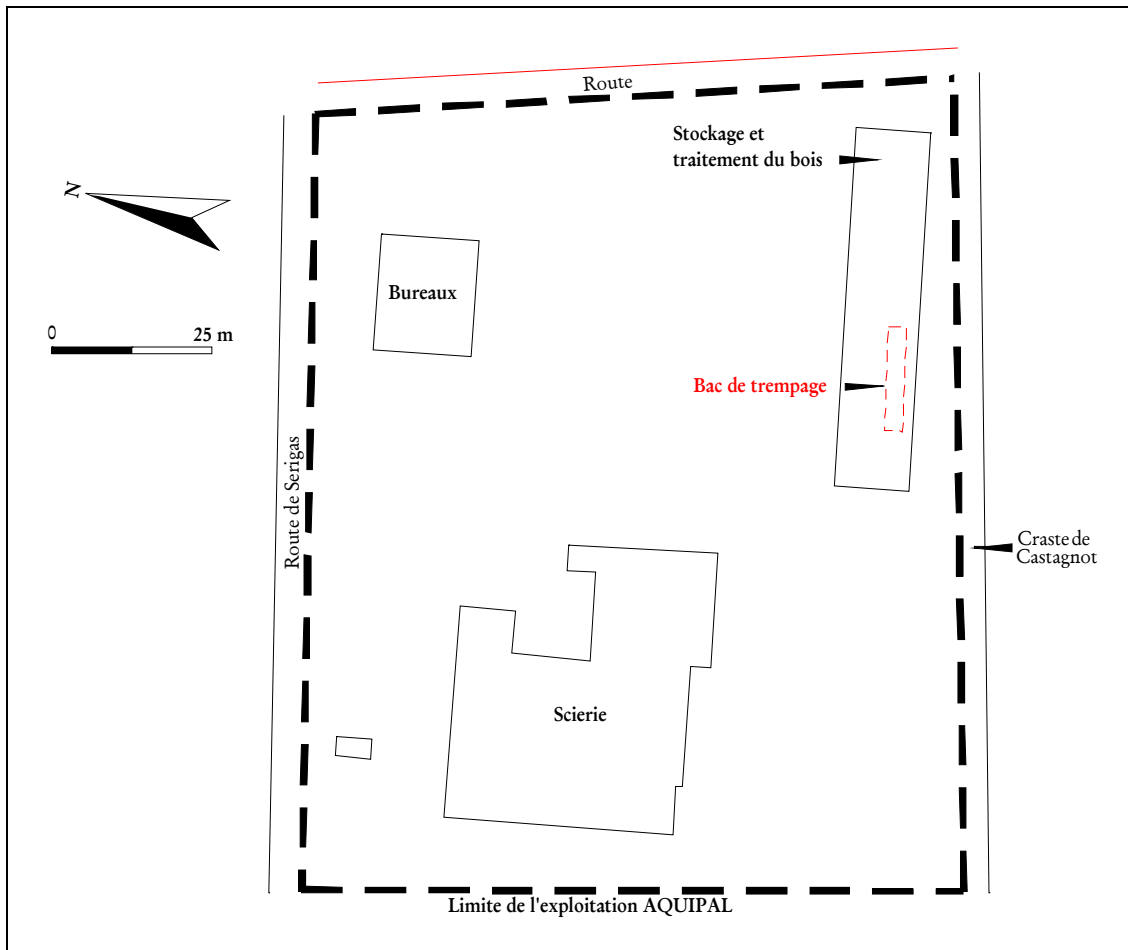 Route
Stockage et
traitement du bois
N
Bureaux
0 25 m
Bac de trempage
Route de Serigas
Craste de
Castagnot
Scierie
Limite de l'exploitation AQUIPAL